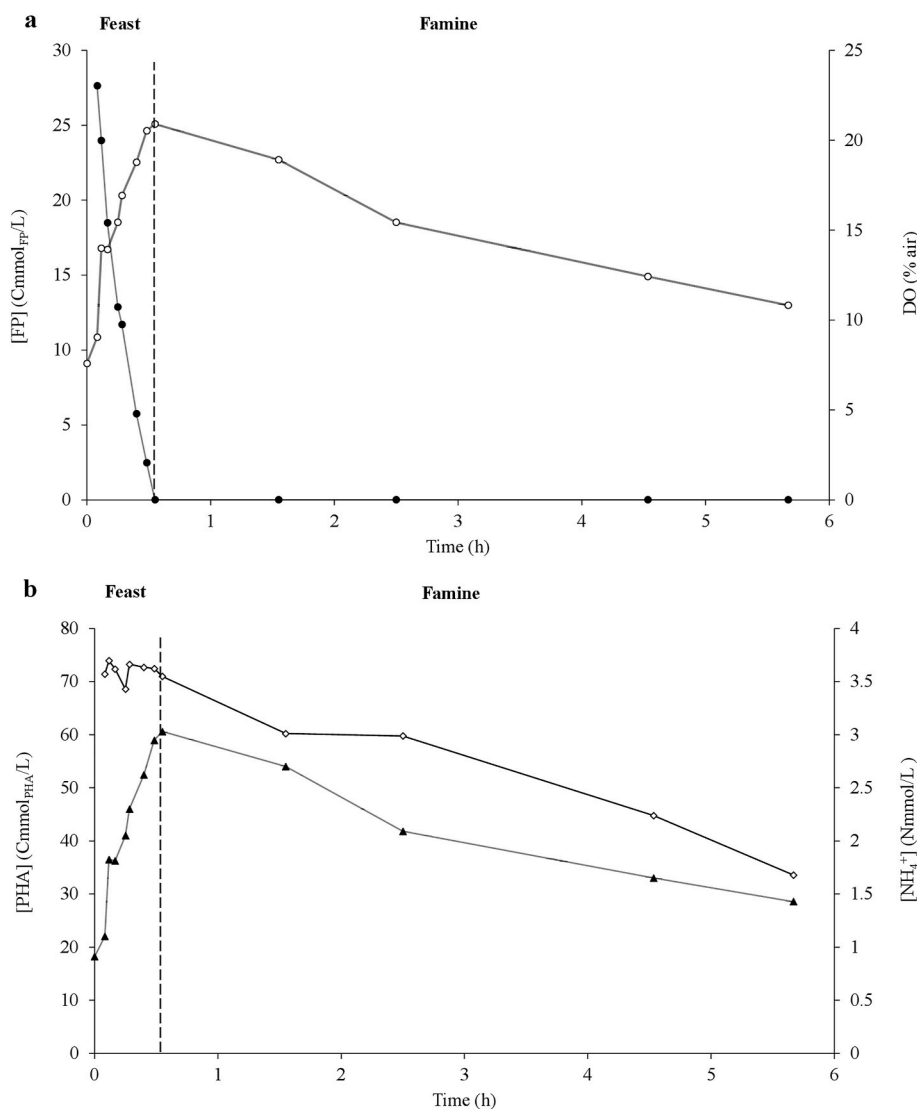 a
Feast Famine
30 25
25 20
20 15
15 10
10 5
5
0 0
0 1 2 3 4 5 6
[FP] (Cmmol_FP/L)
DO (% air)
Time (h)
b
Feast Famine
80 4
70 3.5
60 3
50 2.5
40 2
30 1.5
20 1
10 0.5
0 0
0 1 2 3 4 5 6
[PHA] (Cmmol_PHA/L)
[NH₄⁺] (Nmmol/L )
Time (h)